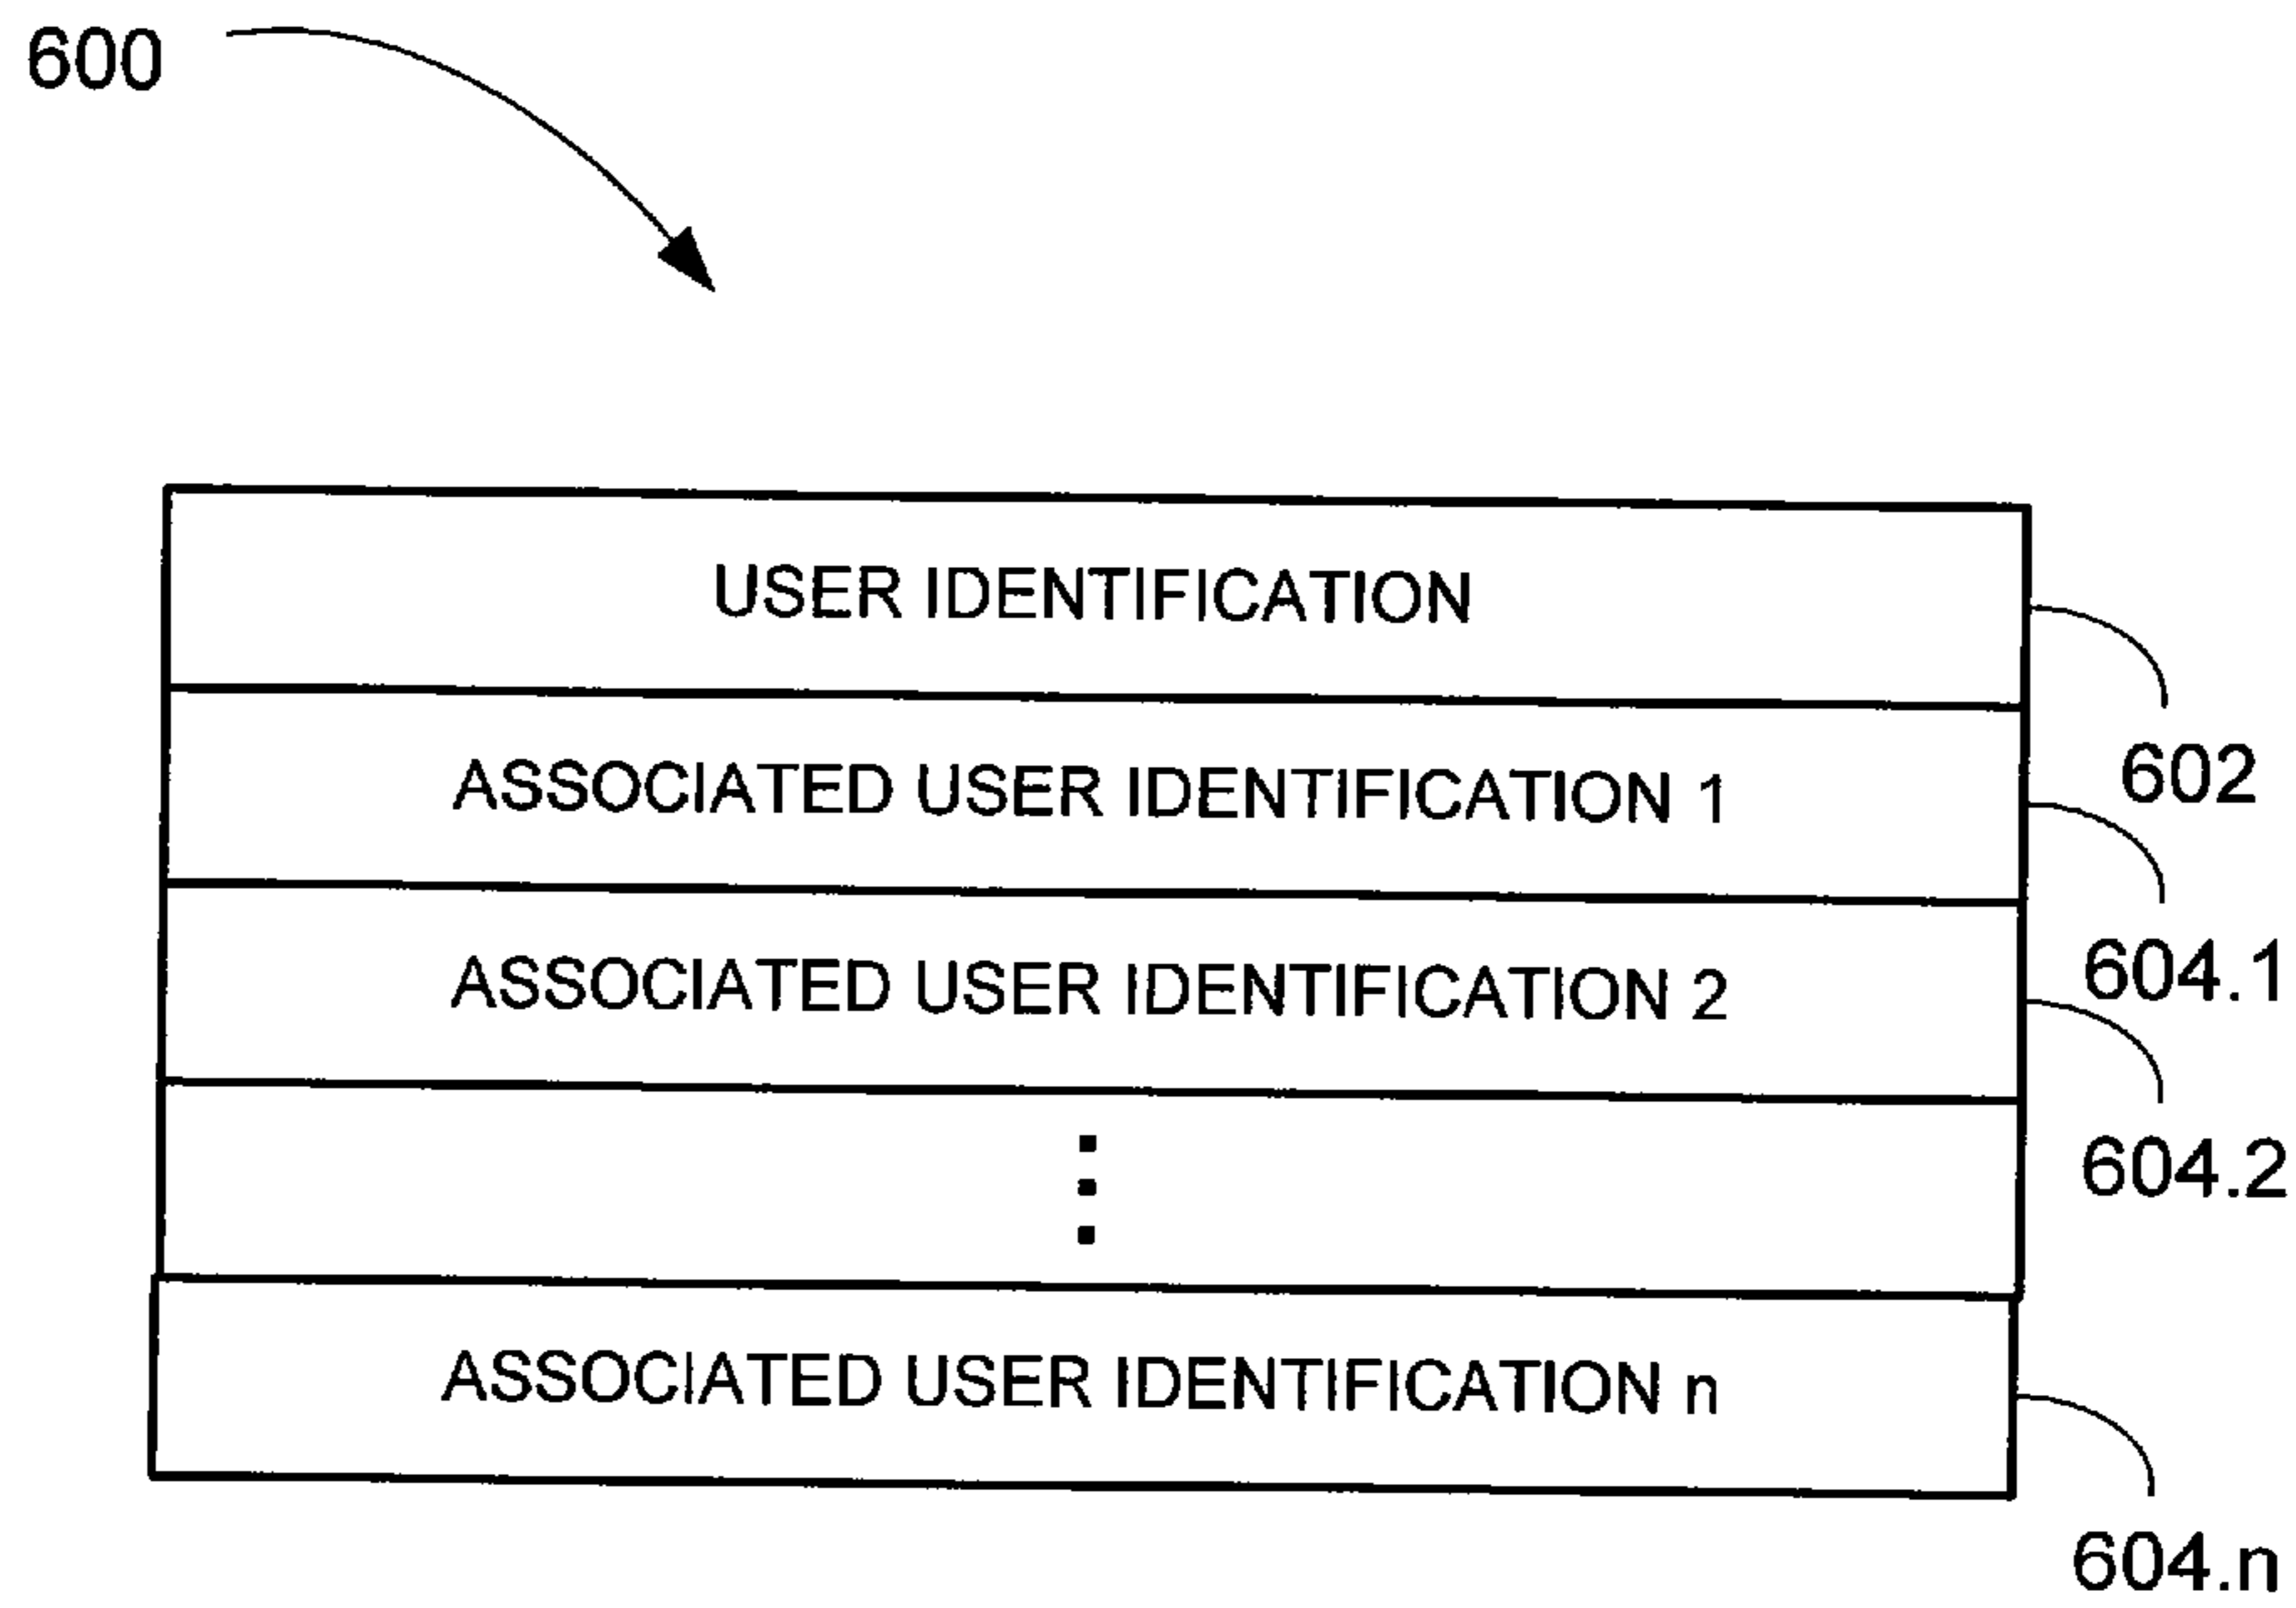 600
USER IDENTIFICATION
602
ASSOCIATED USER IDENTIFICATION 1
604.1
ASSOCIATED USER IDENTIFICATION 2
604.2
ASSOCIATED USER IDENTIFICATION n
604.n